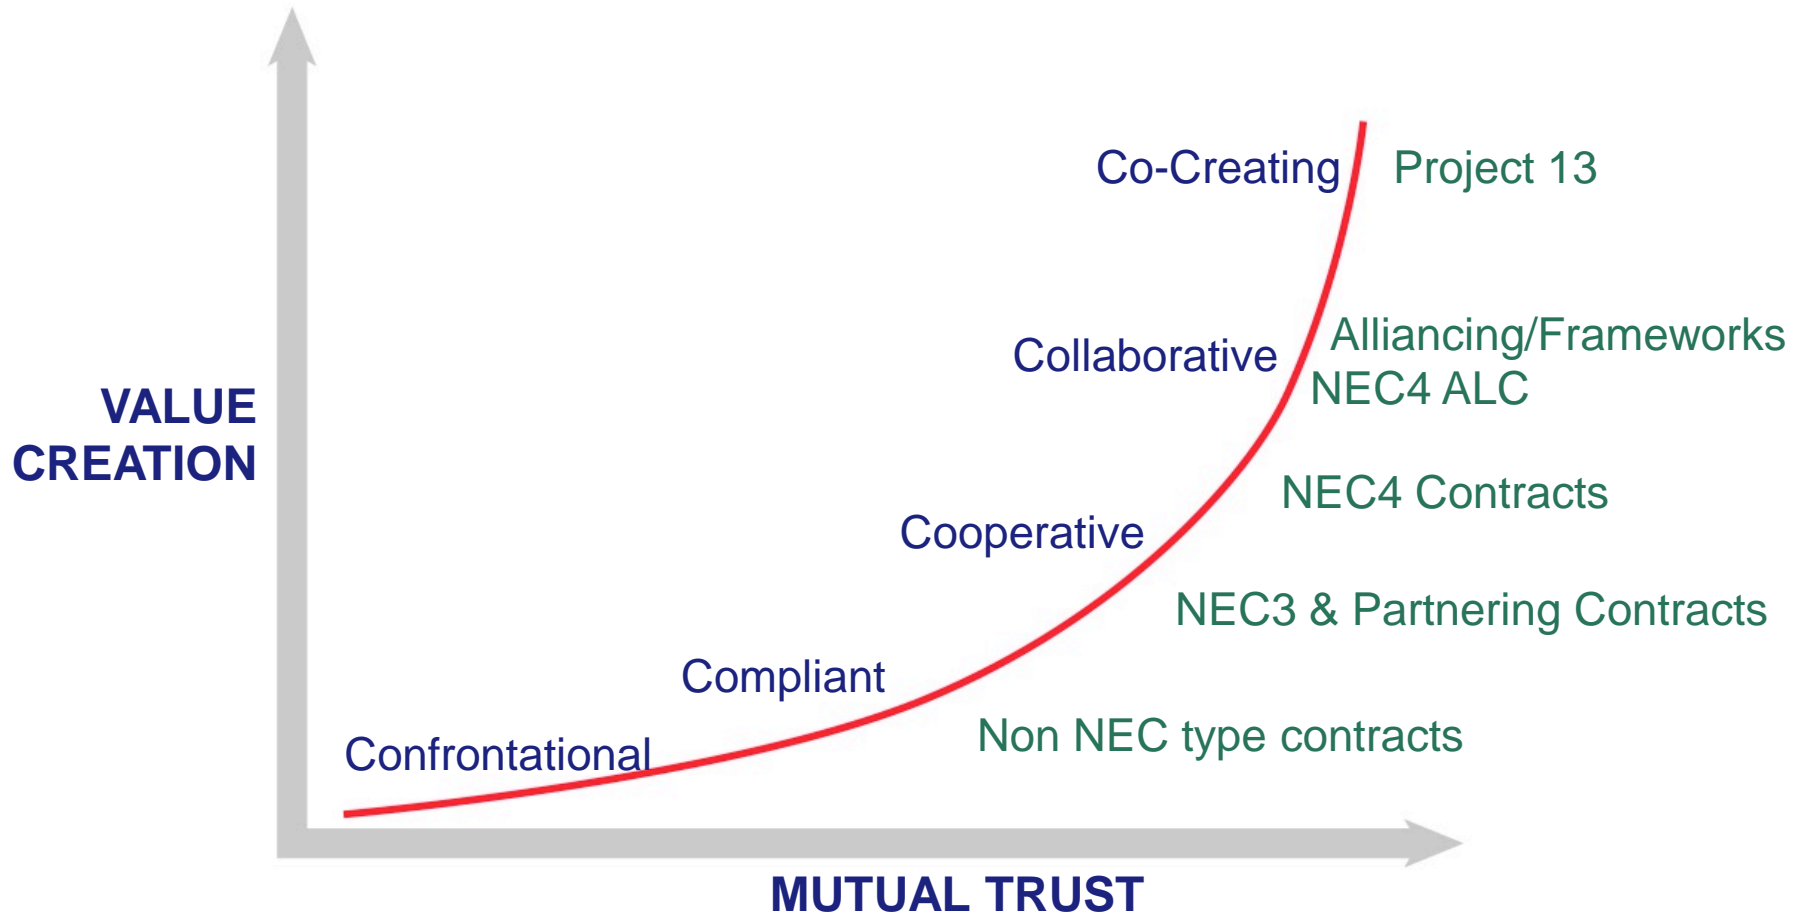 Co-Creating
Project 13
Alliancing/Frameworks
Collaborative
NEC4 ALC
VALUE
CREATION
NEC4 Contracts
Cooperative
NEC3 & Partnering Contracts
Compliant
Non NEC type contracts
Confrontational
MUTUAL TRUST